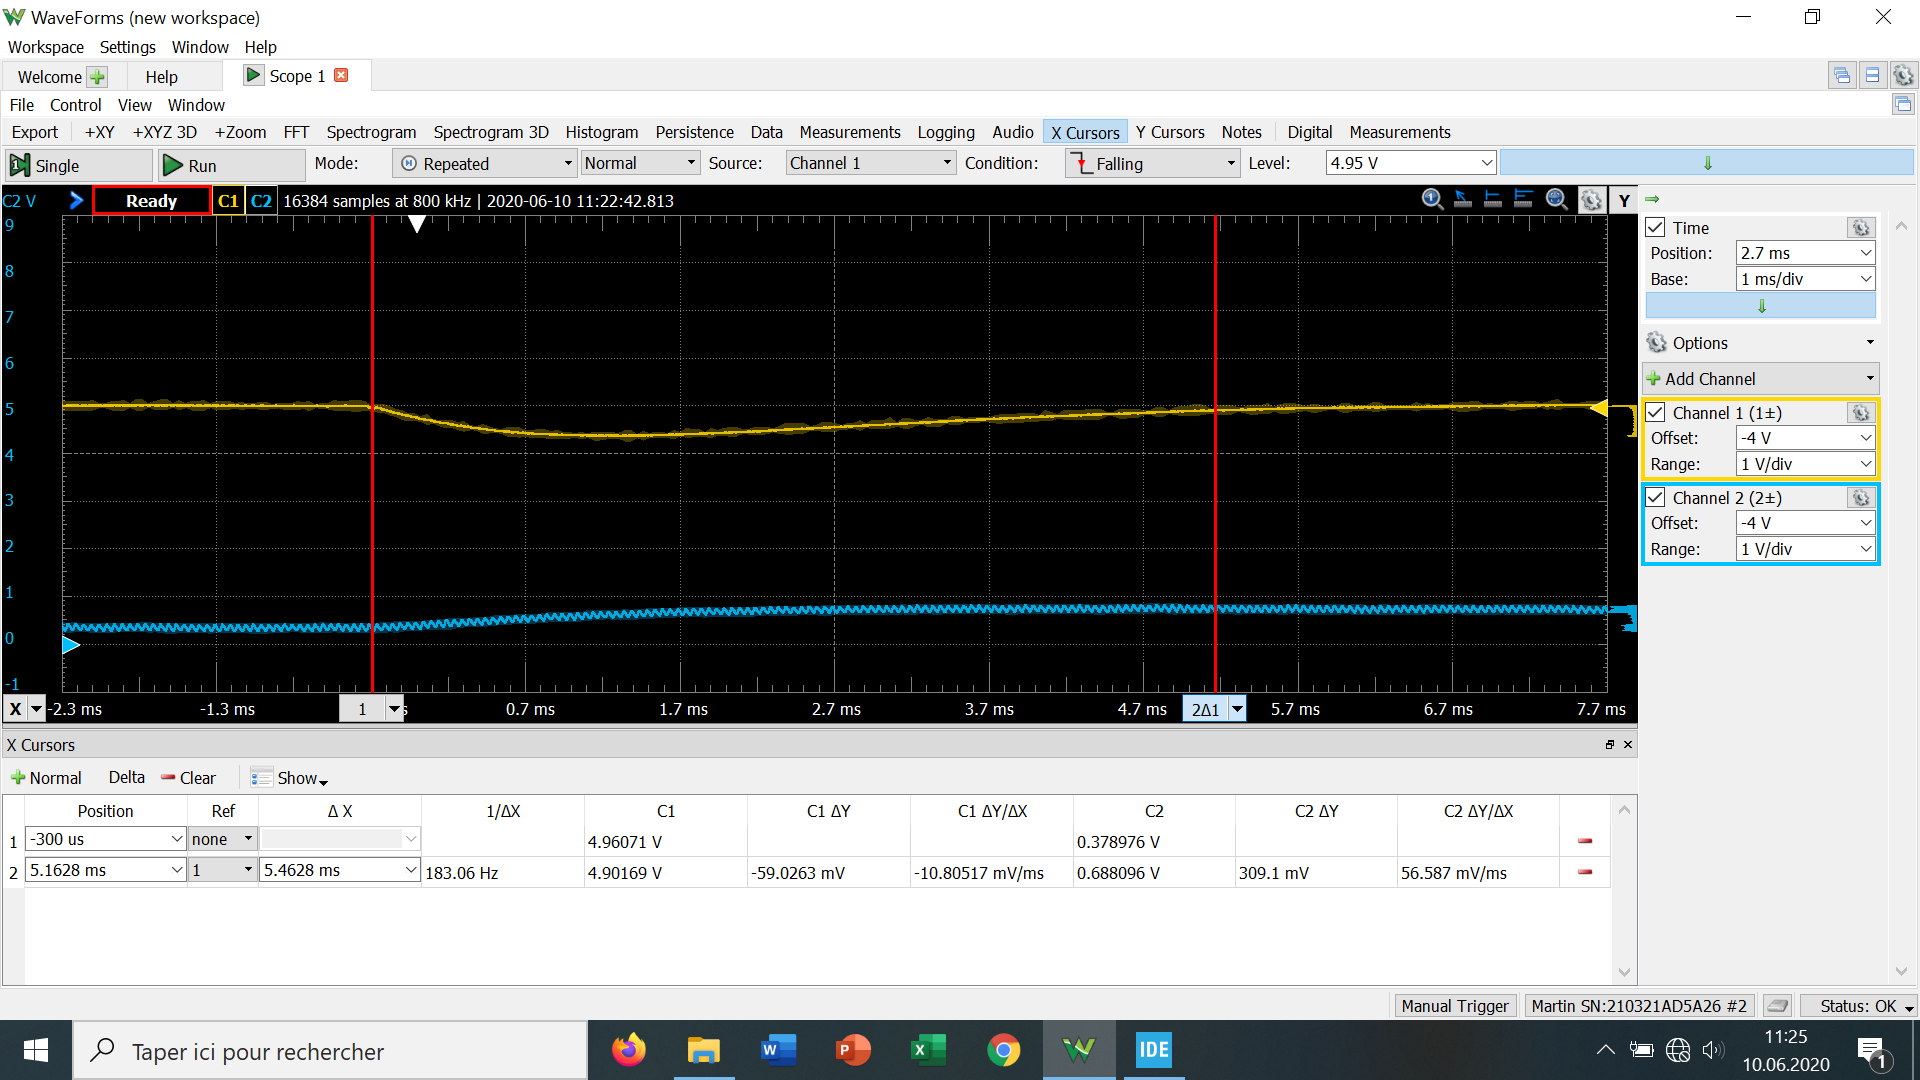 WaveForms (new workspace)
Workspace Settings Window Help
Welcome Help Scope 1
File Control View Window
Export +XY +XYZ 3D +Zoom FFT Spectrogram Spectrogram 3D Histogram Persistence Data Measurements Logging Audio X Cursors Y Cursors Notes Digital Measurements
Single Run Mode: Repeated Normal Source: Channel 1 Condition: Falling Level: 4.95 V
C2 V Ready C1 C2 16384 samples at 800 kHz | 2020-06-10 11:22:42.813 Y
9
8
7
6
5
4
3
2
1
0
-1
X -2.3 ms -1.3 ms 1 s 0.7 ms 1.7 ms 2.7 ms 3.7 ms 4.7 ms 2Δ1 5.7 ms 6.7 ms 7.7 ms
Time
Position: 2.7 ms
Base: 1 ms/div
Options
Add Channel
Channel 1 (1±)
Offset: -4 V
Range: 1 V/div
Channel 2 (2±)
Offset: -4 V
Range: 1 V/div
X Cursors
Normal Delta Clear Show
Position Ref Δ X 1/ΔX C1 C1 ΔY C1 ΔY/ΔX C2 C2 ΔY C2 ΔY/ΔX
1 -300 us none 4.96071 V 0.378976 V
2 5.1628 ms 1 5.4628 ms 183.06 Hz 4.90169 V -59.0263 mV -10.80517 mV/ms 0.688096 V 309.1 mV 56.587 mV/ms
Manual Trigger Martin SN:210321AD5A26 #2 Status: OK
Taper ici pour rechercher
W P X IDE
11:25
10.06.2020
1